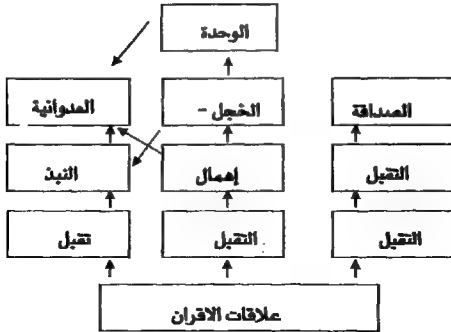 الوحدة
الصداقة الخجل - العدوانية
التقبل إهمال النبذ
التقبل التقبل تقبل
علاقات الاقران